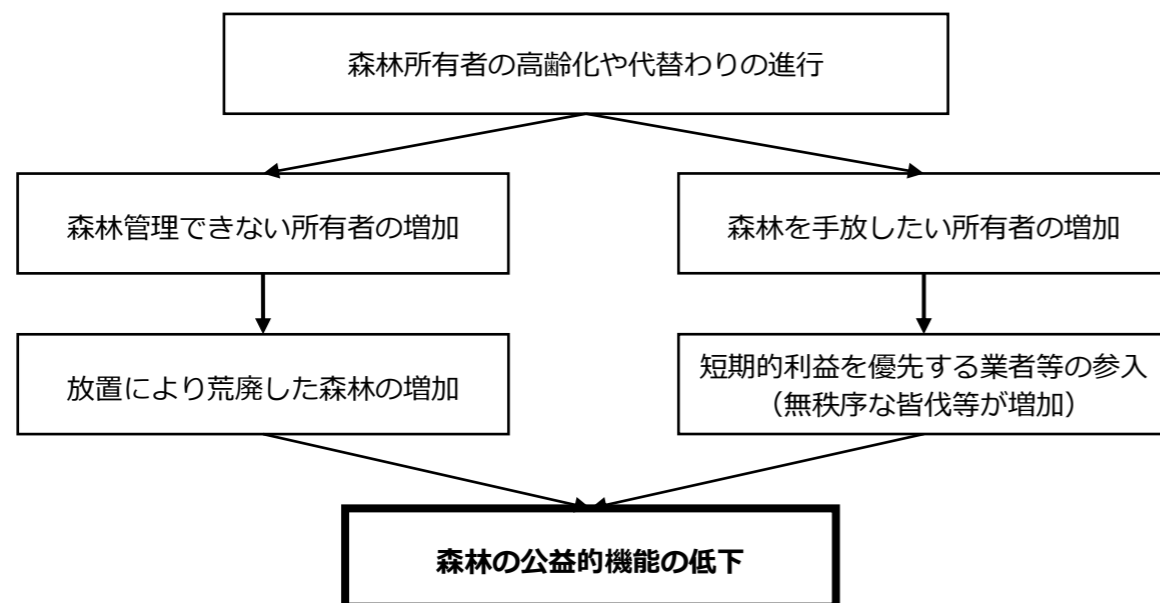 森林所有者の高齢化や代替わりの進行
森林管理できない所有者の増加
森林を手放したい所有者の増加
放置により荒廃した森林の増加
短期的利益を優先する業者等の参入
（無秩序な皆伐等が増加）
森林の公益的機能の低下